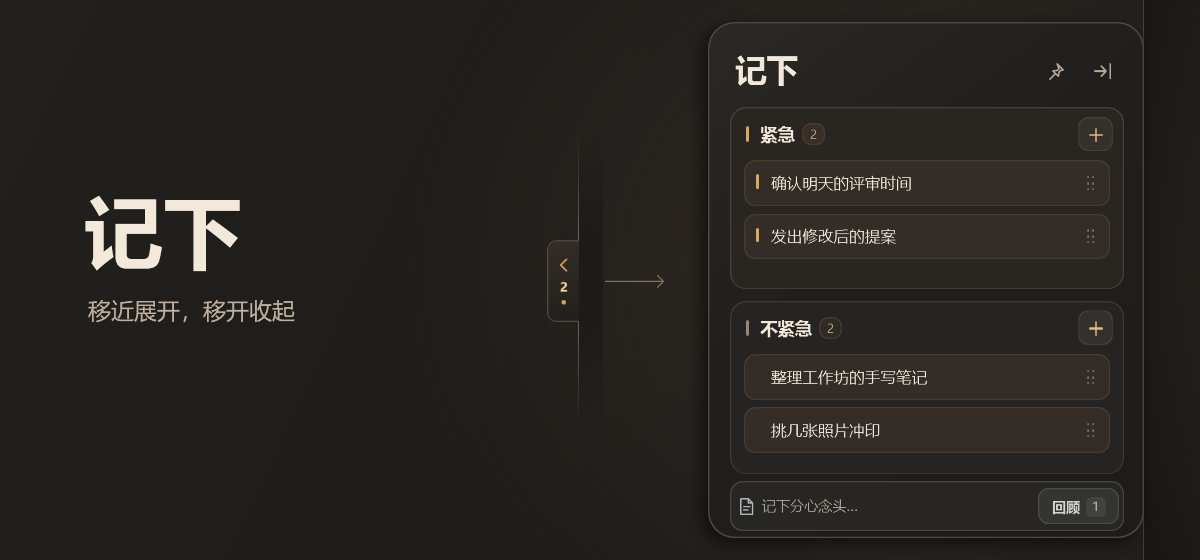 记下
移近展开，移开收起
2
记下
紧急 2
确认明天的评审时间
发出修改后的提案
不紧急 2
整理工作坊的手写笔记
挑几张照片冲印
记下分心念头...
回顾 1